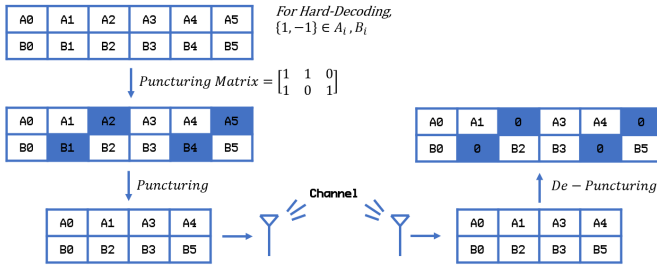 A0 A1 A2 A3 A4 A5
B0 B1 B2 B3 B4 B5
For Hard-Decoding,
{1, −1} ∈ A_i , B_i
Puncturing Matrix = [1 1 0
1 0 1]
A0 A1 A2 A3 A4 A5
B0 B1 B2 B3 B4 B5
Puncturing
A0 A1 A3 A4
B0 B2 B3 B5
Channel
A0 A1 A3 A4
B0 B2 B3 B5
De − Puncturing
A0 A1 0 A3 A4 0
B0 0 B2 B3 0 B5